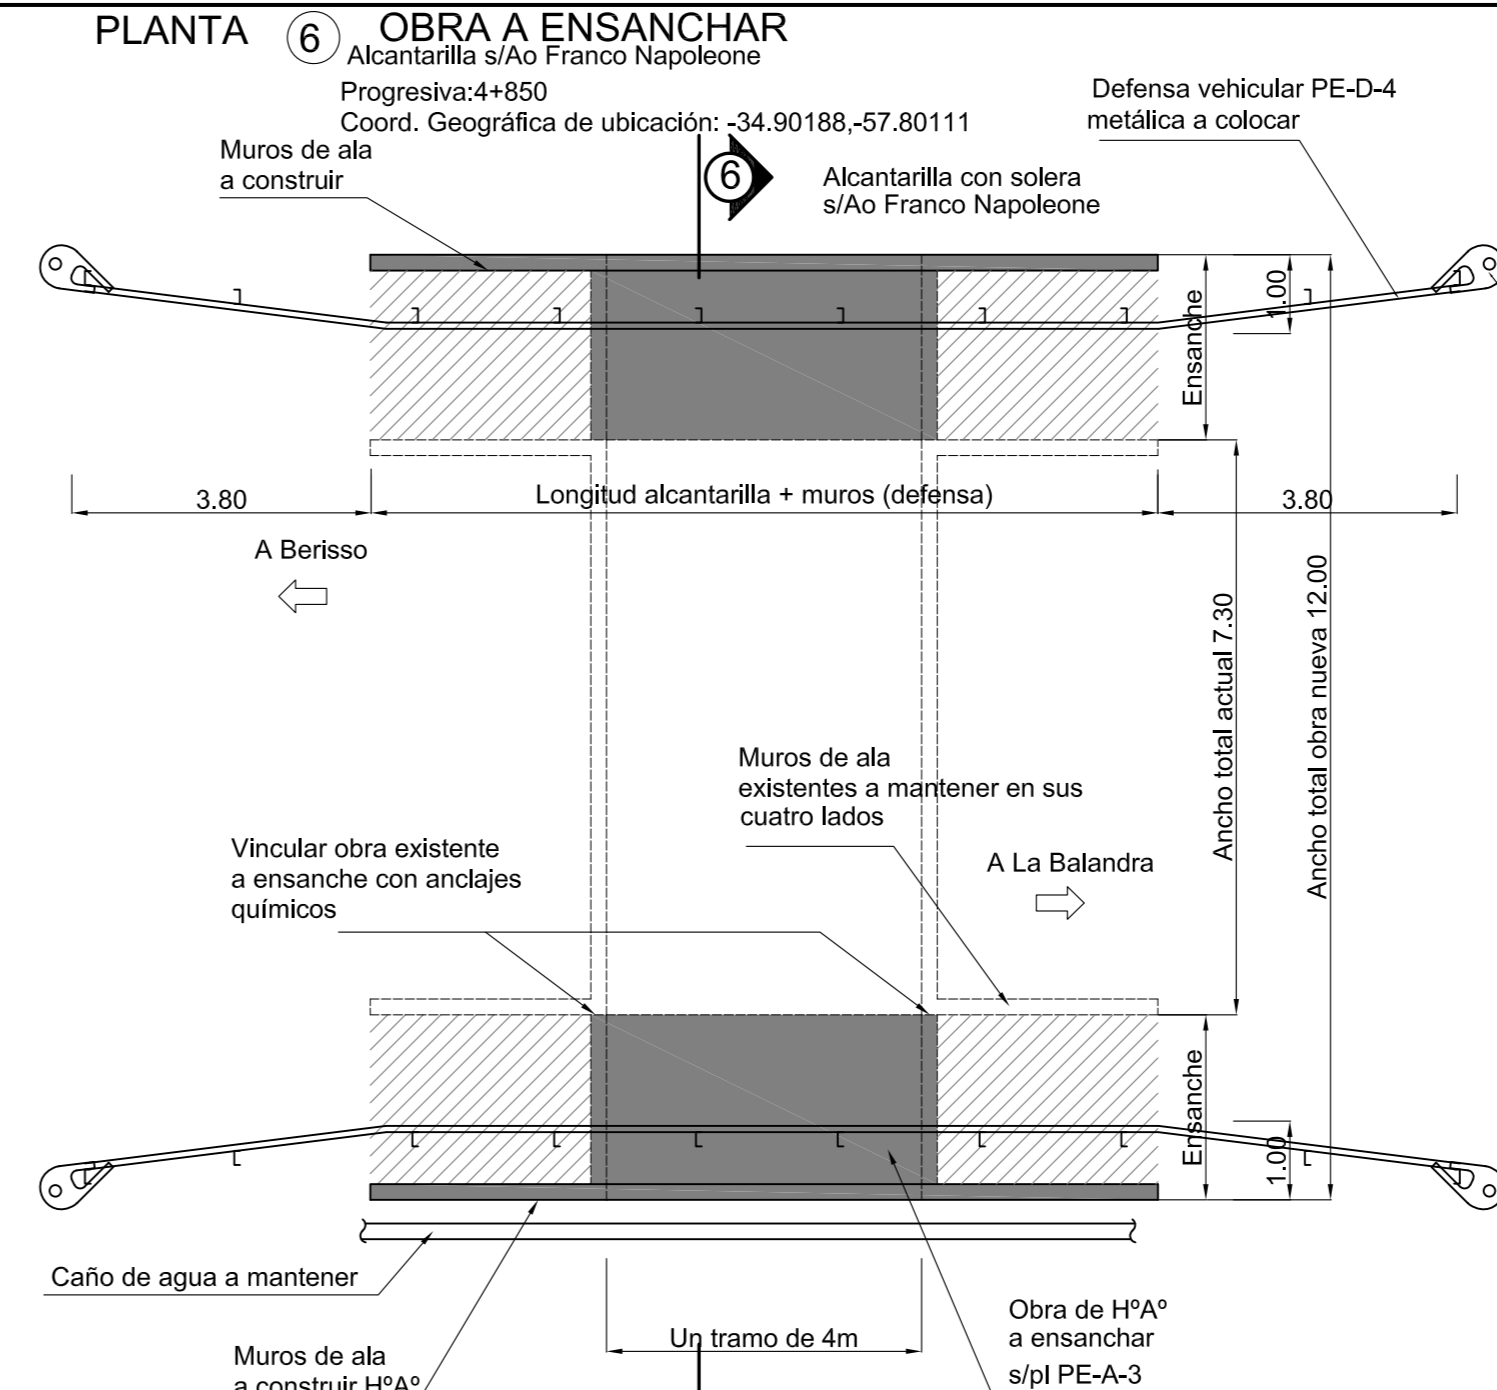 PLANTA 6 OBRA A ENSANCHAR
Alcantarilla s/Ao Franco Napoleone
Progresiva:4+850
Coord. Geográfica de ubicación: -34.90188,-57.80111
Defensa vehicular PE-D-4
metálica a colocar
Muros de ala
a construir
6
Alcantarilla con solera
s/Ao Franco Napoleone
Ensanche
1.00
3.80
Longitud alcantarilla + muros (defensa)
3.80
A Berisso
Ancho total actual 7.30
Ancho total obra nueva 12.00
Muros de ala
existentes a mantener en sus
cuatro lados
Vincular obra existente
a ensanche con anclajes
químicos
A La Balandra
Ensanche
1.00
Caño de agua a mantener
Un tramo de 4m
Obra de HºAº
a ensanchar
s/pl PE-A-3
Muros de ala
a construir HºAº